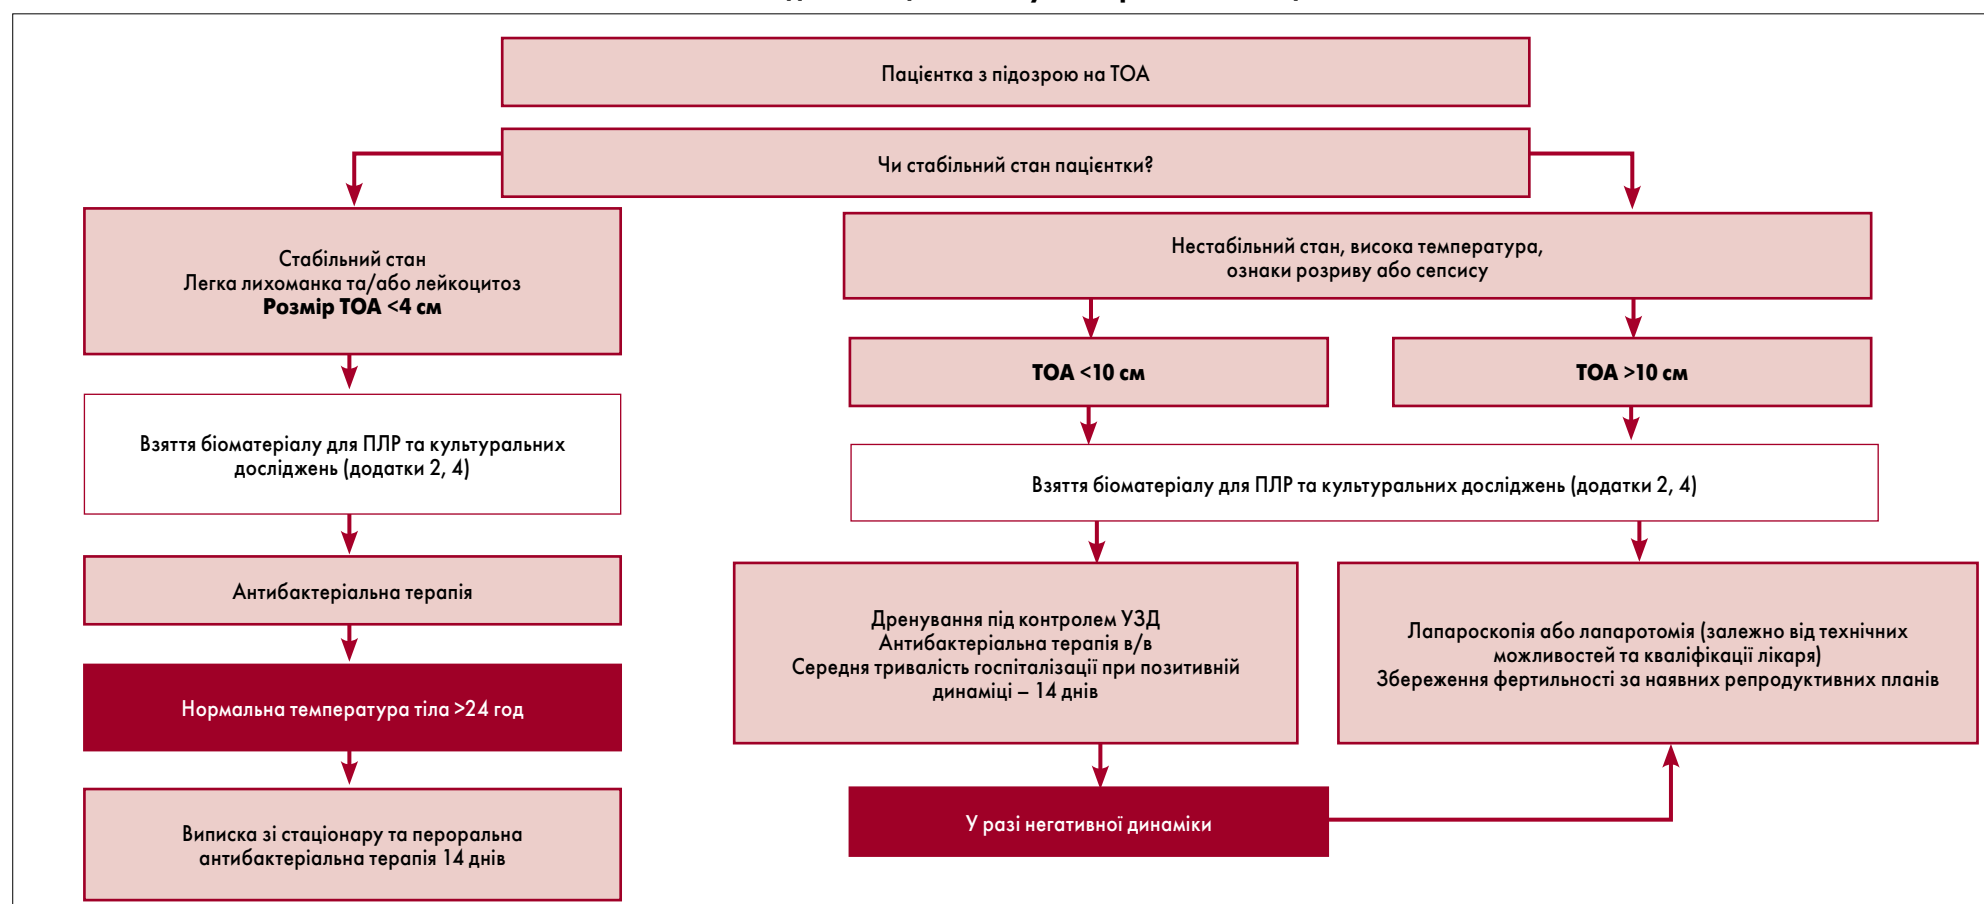 Пацієнтка з підозрою на ТОА
Чи стабільний стан пацієнтки?
Стабільний стан
Легка лихоманка та/або лейкоцитоз
Розмір ТОА <4 см
Взяття біоматеріалу для ПЛР та культуральних
досліджень (додатки 2, 4)
Антибактеріальна терапія
Нормальна температура тіла >24 год
Виписка зі стаціонару та пероральна
антибактеріальна терапія 14 днів
Нестабільний стан, висока температура,
ознаки розриву або сепсису
ТОА <10 см
ТОА >10 см
Взяття біоматеріалу для ПЛР та культуральних досліджень (додатки 2, 4)
Дренування під контролем УЗД
Антибактеріальна терапія в/в
Середня тривалість госпіталізації при позитивній
динаміці – 14 днів
Лапароскопія або лапаротомія (залежно від технічних
можливостей та кваліфікації лікаря)
Збереження фертильності за наявних репродуктивних планів
У разі негативної динаміки